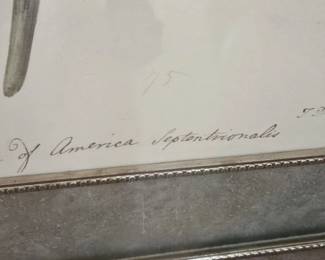 75
of America Septentrionalis